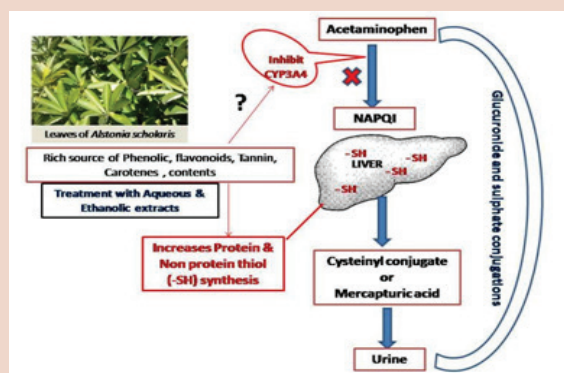 Acetaminophen
Inhibit
CYP3A4
?
NAPQI
Leaves of Alstonia scholaris
Rich source of Phenolic, flavonoids, Tannin,
Carotenes , contents
Treatment with Aqueous &
Ethanolic extracts
Increases Protein &
Non protein thiol
(-SH) synthesis
-SH
-SH
LIVER
-SH
-SH
Cysteinyl conjugate
or
Mercapturic acid
Urine
Glucuronide and sulphate conjugations